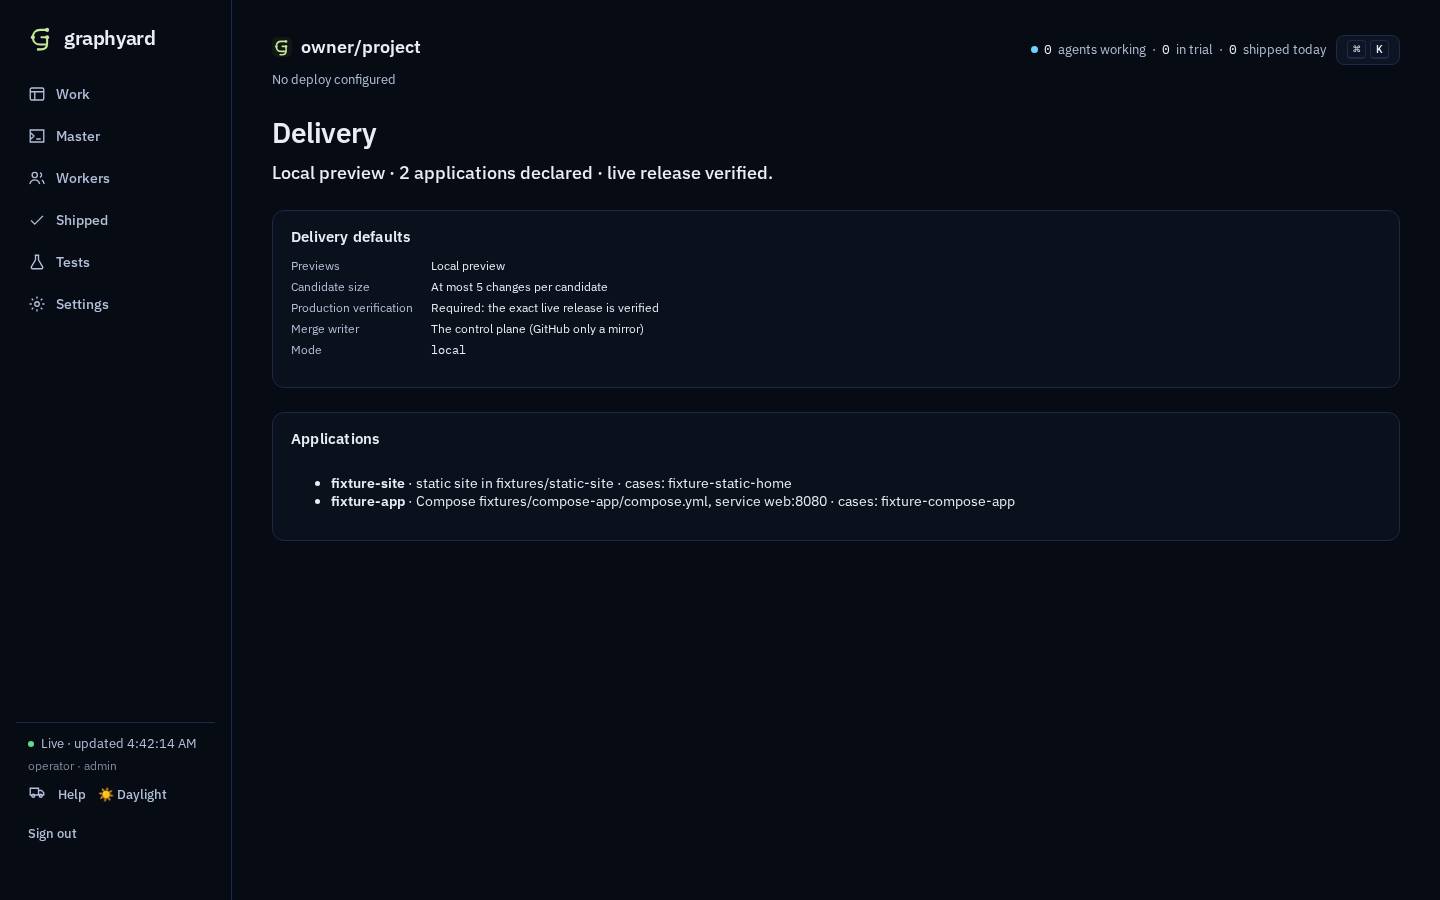 graphyard
Work
Master
Workers
Shipped
Tests
Settings
Live · updated 4:42:14 AM
operator · admin
Help ☀️ Daylight
Sign out
owner/project
0 agents working · 0 in trial · 0 shipped today ⌘ K
No deploy configured
Delivery
Local preview · 2 applications declared · live release verified.
Delivery defaults
Previews Local preview
Candidate size At most 5 changes per candidate
Production verification Required: the exact live release is verified
Merge writer The control plane (GitHub only a mirror)
Mode local
Applications
• fixture-site · static site in fixtures/static-site · cases: fixture-static-home
• fixture-app · Compose fixtures/compose-app/compose.yml, service web:8080 · cases: fixture-compose-app